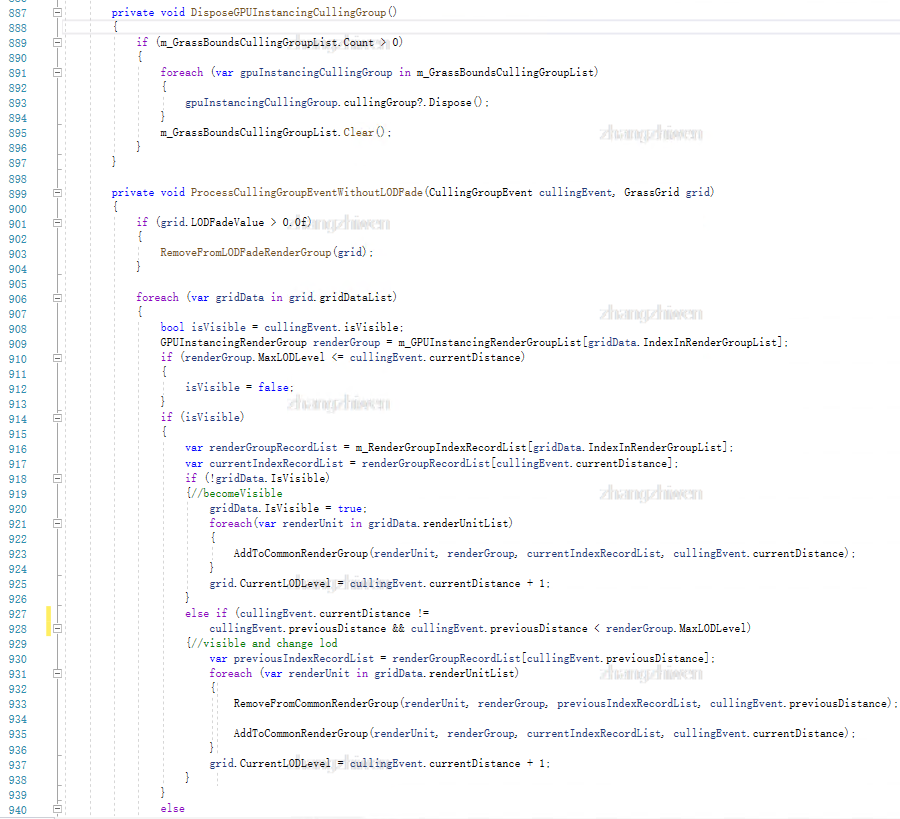 887 private void DisposeGPUInstancingCullingGroup()
888 {
889 if (m_GrassBoundsCullingGroupList.Count > 0)
890 {
891 foreach (var gpuInstancingCullingGroup in m_GrassBoundsCullingGroupList)
892 {
893 gpuInstancingCullingGroup.cullingGroup?.Dispose();
894 }
895 m_GrassBoundsCullingGroupList.Clear();
896 }
897 }
898
899 private void ProcessCullingGroupEventWithoutLODFade(CullingGroupEvent cullingEvent, GrassGrid grid)
900 {
901 if (grid.LODFadeValue > 0.0f)
902 {
903 RemoveFromLODFadeRenderGroup(grid);
904 }
905
906 foreach (var gridData in grid.gridDataList)
907 {
908 bool isVisible = cullingEvent.isVisible;
909 GPUInstancingRenderGroup renderGroup = m_GPUInstancingRenderGroupList[gridData.IndexInRenderGroupList];
910 if (renderGroup.MaxLODLevel <= cullingEvent.currentDistance)
911 {
912 isVisible = false;
913 }
914 if (isVisible)
915 {
916 var renderGroupRecordList = m_RenderGroupIndexRecordList[gridData.IndexInRenderGroupList];
917 var currentIndexRecordList = renderGroupRecordList[cullingEvent.currentDistance];
918 if (!gridData.IsVisible)
919 {//becomeVisible
920 gridData.IsVisible = true;
921 foreach(var renderUnit in gridData.renderUnitList)
922 {
923 AddToCommonRenderGroup(renderUnit, renderGroup, currentIndexRecordList, cullingEvent.currentDistance);
924 }
925 grid.CurrentLODLevel = cullingEvent.currentDistance + 1;
926 }
927 else if (cullingEvent.currentDistance !=
928 cullingEvent.previousDistance && cullingEvent.previousDistance < renderGroup.MaxLODLevel)
929 {//visible and change lod
930 var previousIndexRecordList = renderGroupRecordList[cullingEvent.previousDistance];
931 foreach (var renderUnit in gridData.renderUnitList)
932 {
933 RemoveFromCommonRenderGroup(renderUnit, renderGroup, previousIndexRecordList, cullingEvent.previousDistance);
934
935 AddToCommonRenderGroup(renderUnit, renderGroup, currentIndexRecordList, cullingEvent.currentDistance);
936 }
937 grid.CurrentLODLevel = cullingEvent.currentDistance + 1;
938 }
939 }
940 else